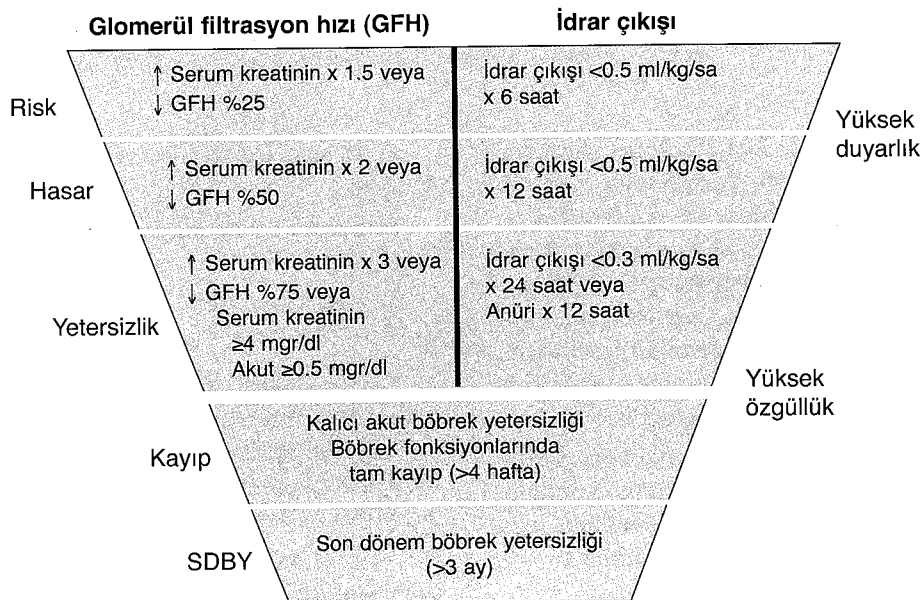 Glomerül filtrasyon hızı (GFH)
İdrar çıkışı
Risk
↑ Serum kreatinin x 1.5 veya
↓ GFH %25
İdrar çıkışı <0.5 ml/kg/sa
x 6 saat
Yüksek
duyarlık
Hasar
↑ Serum kreatinin x 2 veya
↓ GFH %50
İdrar çıkışı <0.5 ml/kg/sa
x 12 saat
Yetersizlik
↑ Serum kreatinin x 3 veya
↓ GFH %75 veya
Serum kreatinin
≥4 mgr/dl
Akut ≥0.5 mgr/dl
İdrar çıkışı <0.3 ml/kg/sa
x 24 saat veya
Anüri x 12 saat
Yüksek
özgüllük
Kayıp
Kalıcı akut böbrek yetersizliği
Böbrek fonksiyonlarında
tam kayıp (>4 hafta)
SDBY
Son dönem böbrek yetersizliği
(>3 ay)